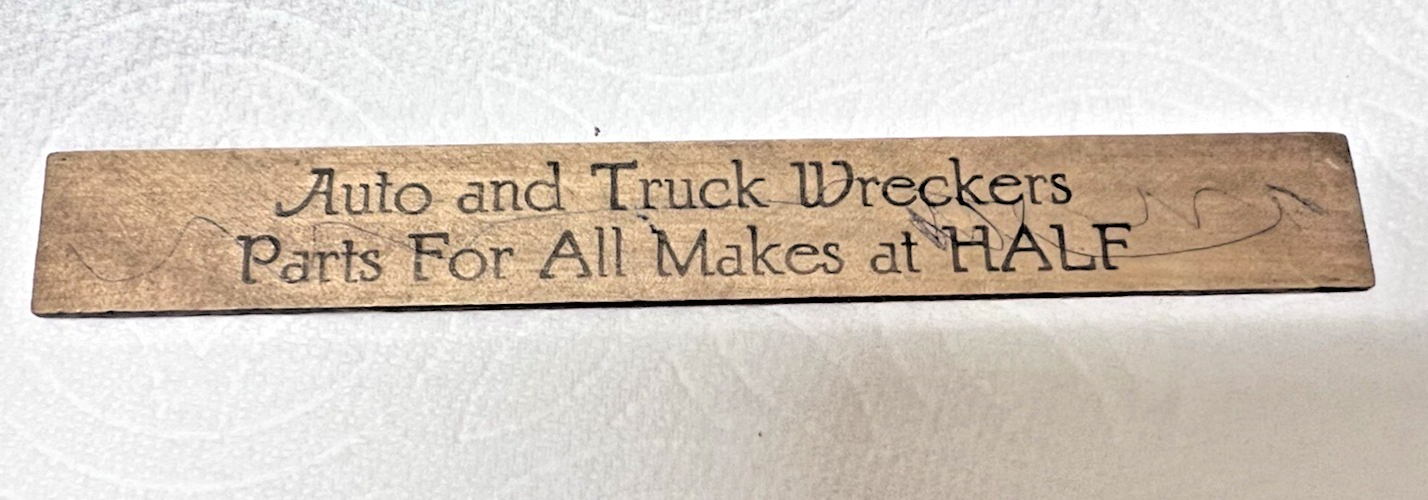 Auto and Truck Wreckers
Parts For All Makes at HALF